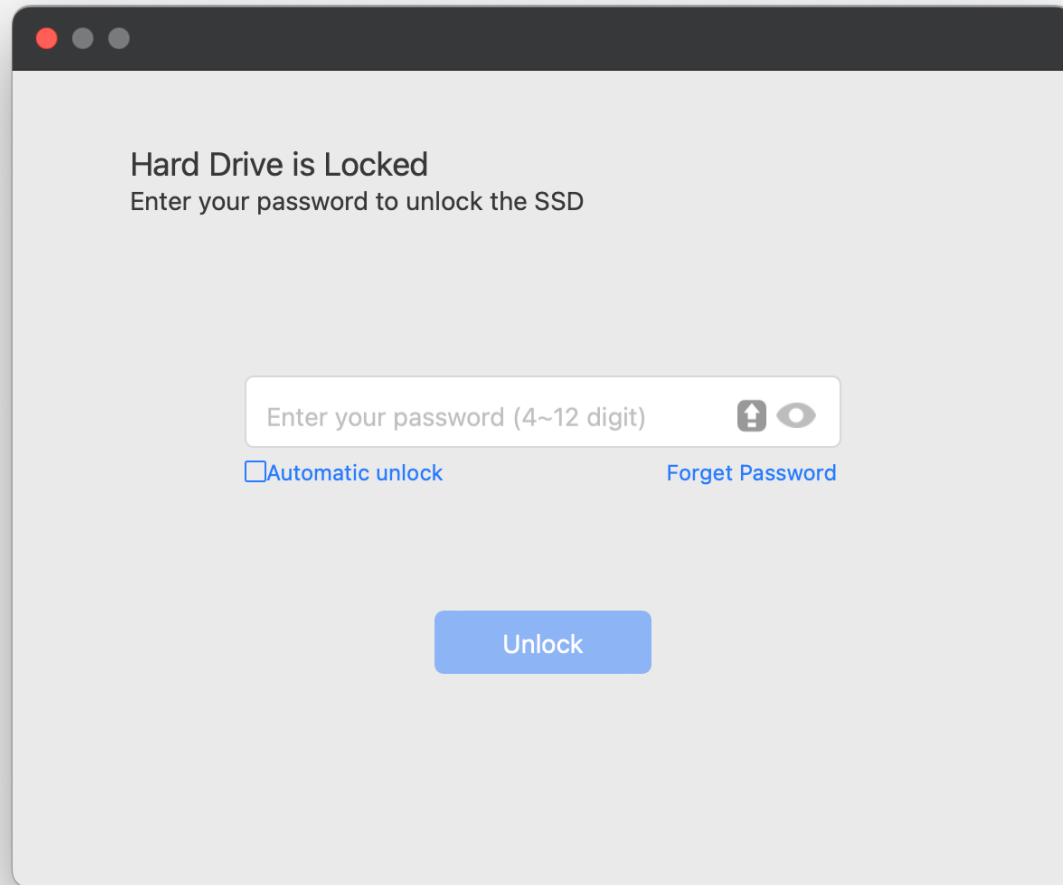 Hard Drive is Locked
Enter your password to unlock the SSD
Enter your password (4~12 digit)
Automatic unlock
Forget Password
Unlock